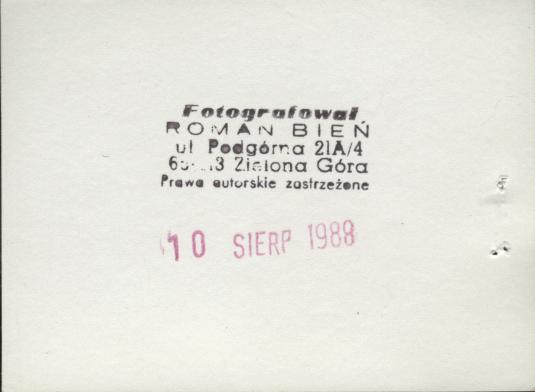 Fotografował
ROMAN BIEŃ
ul Podgórna 21A/4
Zielona Góra
Prawa autorskie zastrzeżone
10 SIERP 1988